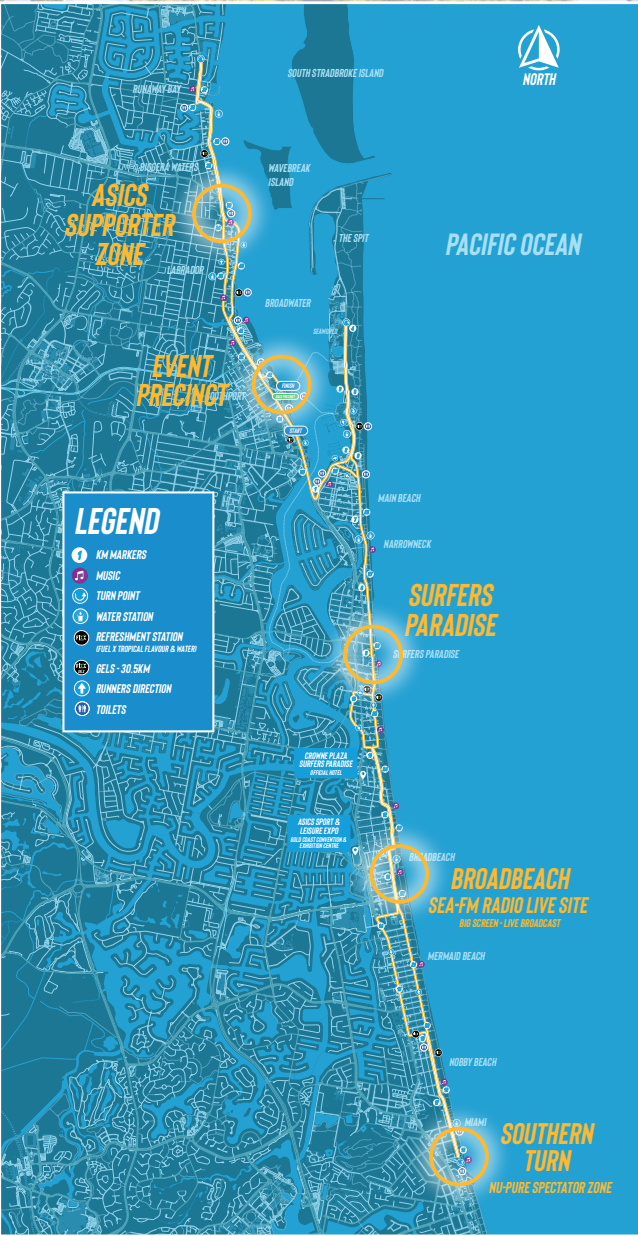 NORTH
SOUTH STRADBROKE ISLAND
RUNAWAY BAY
BIGGERA WATERS
WAVEBREAK
ISLAND
ASICS
SUPPORTER
ZONE
THE SPIT
PACIFIC OCEAN
LABRADOR
BROADWATER
SEAWORLD
EVENT
PRECINCT
FINISH
START
MAIN BEACH
NARROWNECK
LEGEND
KM MARKERS
MUSIC
TURN POINT
WATER STATION
REFRESHMENT STATION
(FUEL X TROPICAL FLAVOUR & WATER)
GELS - 30.5KM
RUNNERS DIRECTION
TOILETS
SURFERS
PARADISE
SURFERS PARADISE
CROWNE PLAZA
SURFERS PARADISE
OFFICIAL HOTEL
ASICS SPORT &
LEISURE EXPO
GOLD COAST CONVENTION &
EXHIBITION CENTRE
BROADBEACH
BROADBEACH
SEA-FM RADIO LIVE SITE
BIG SCREEN - LIVE BROADCAST
MERMAID BEACH
NOBBY BEACH
MIAMI
SOUTHERN
TURN
NU-PURE SPECTATOR ZONE